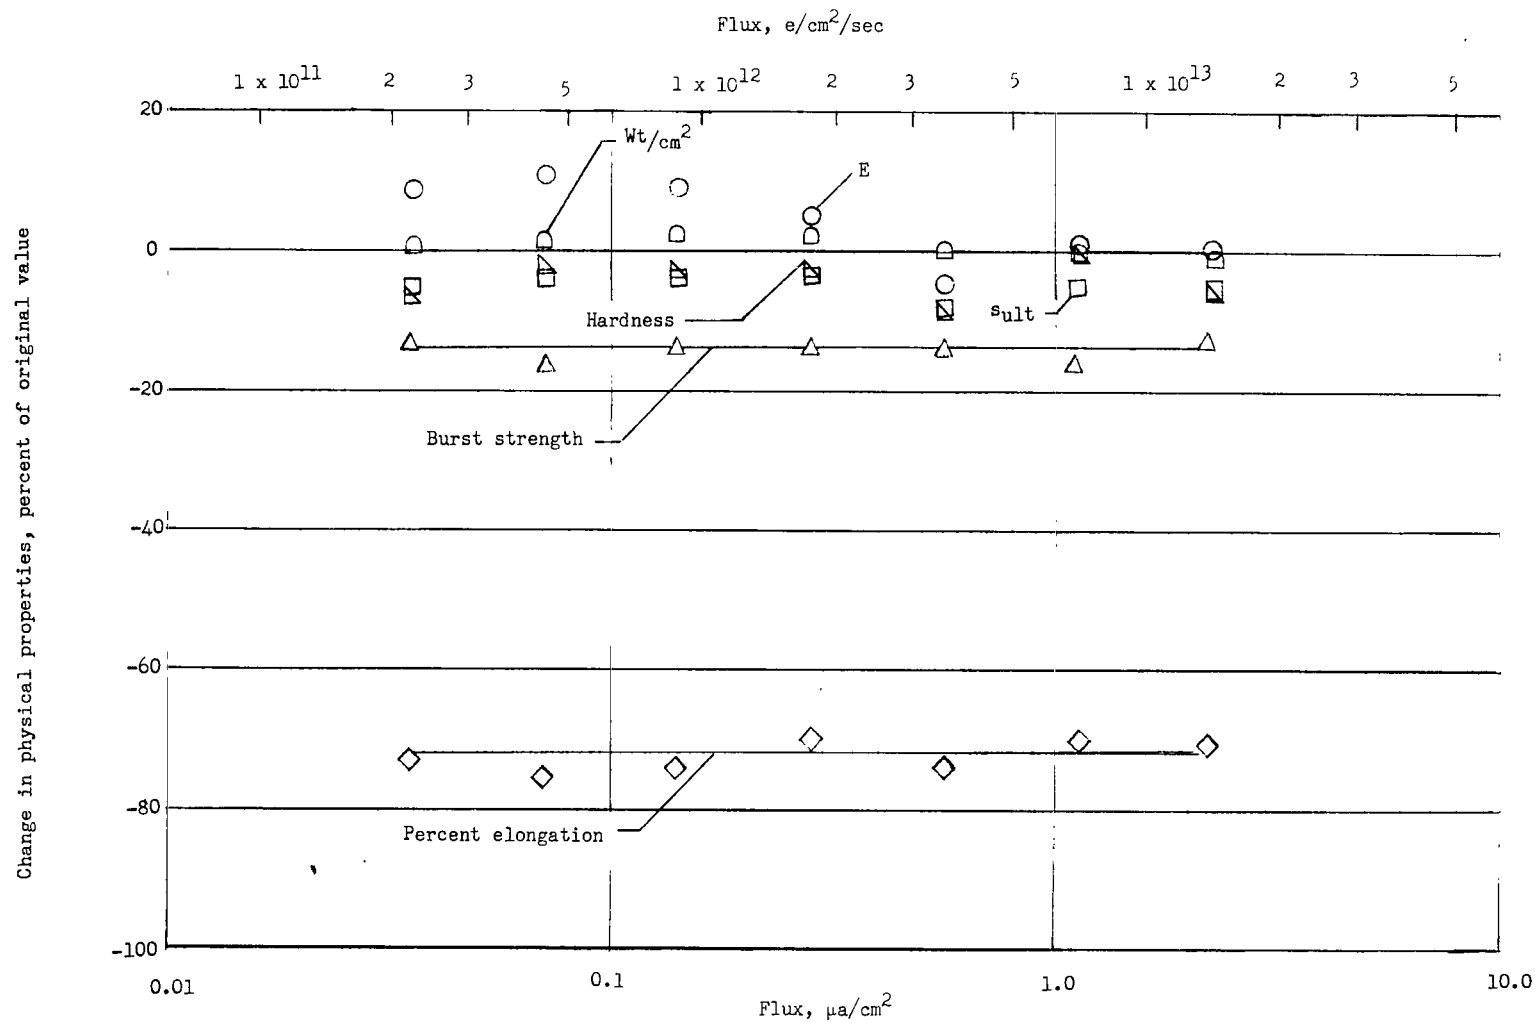 Flux, e/cm²/sec
1 x 10¹¹ 2 3 5 1 x 10¹² 2 3 5 1 x 10¹³ 2 3 5
20
Wt/cm²
E
0
Hardness
Sult
-20
Burst strength
-40
-60
-80
Percent elongation
-100
0.01 0.1 1.0 10.0
Flux, μa/cm²
Change in physical properties, percent of original value